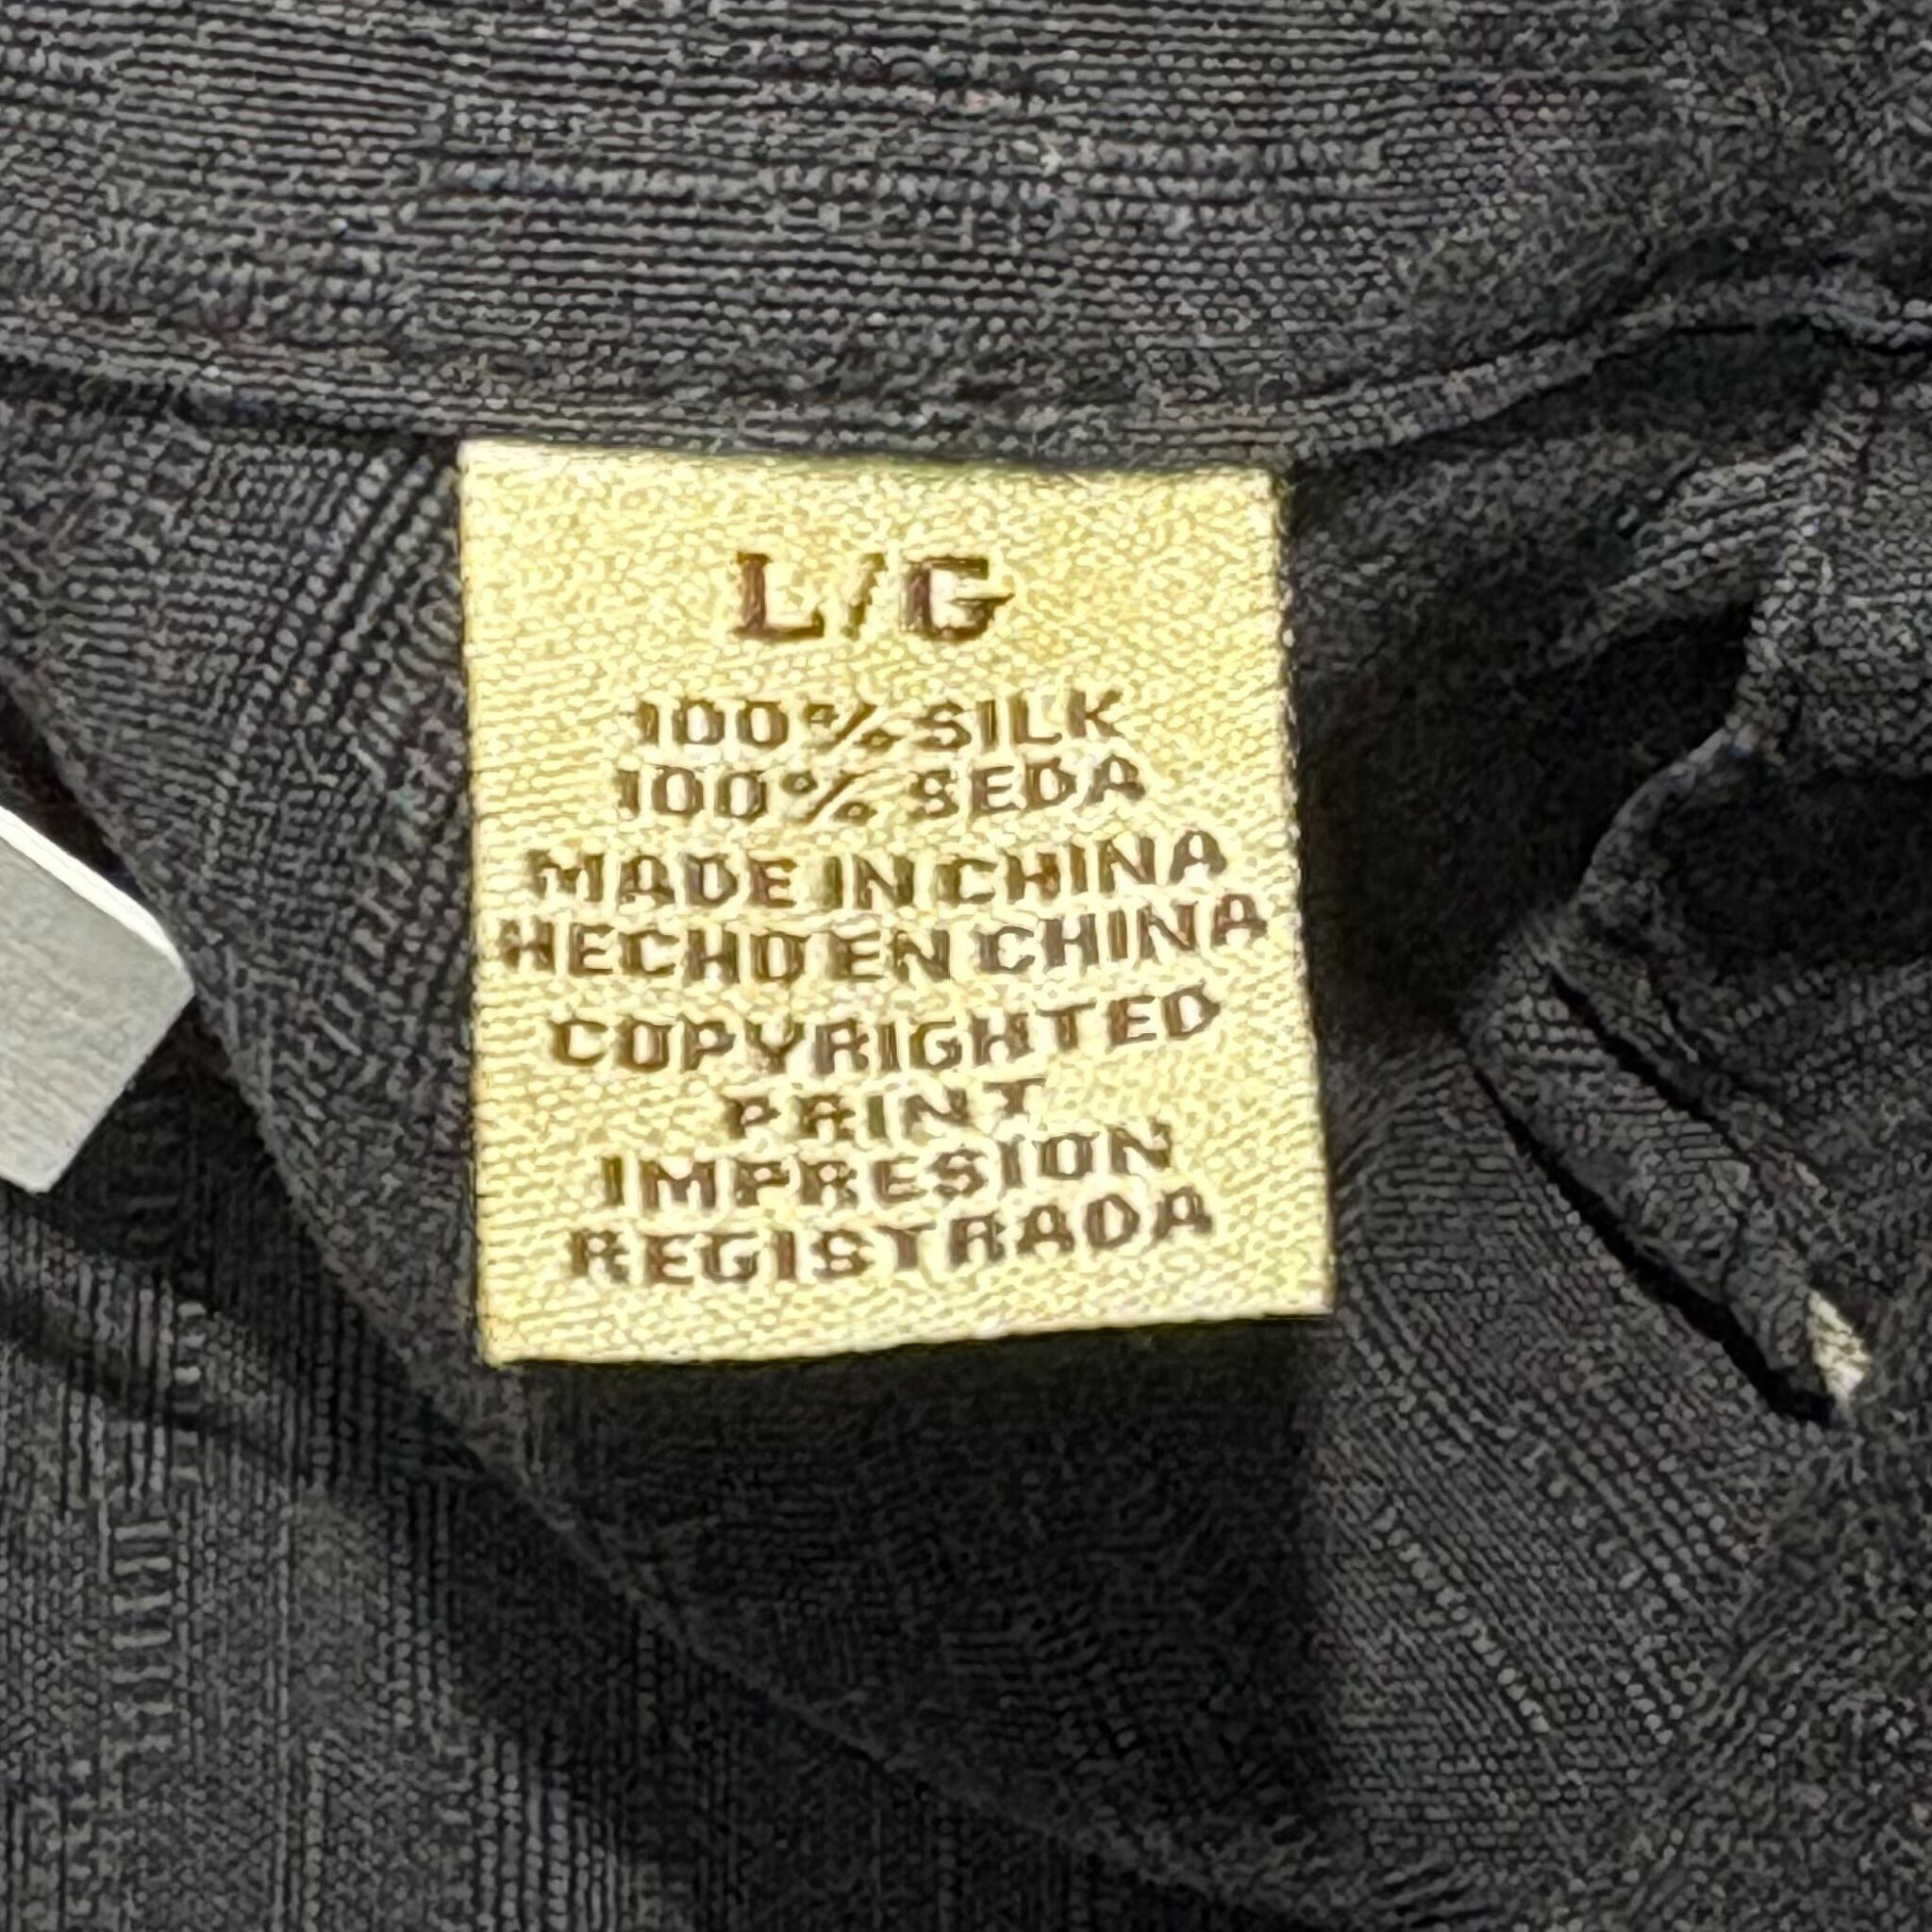 L/G
100% SILK
100% SEDA
MADE IN CHINA
HECHO EN CHINA
COPYRIGHTED
PRINT
IMPRESION
REGISTRADA